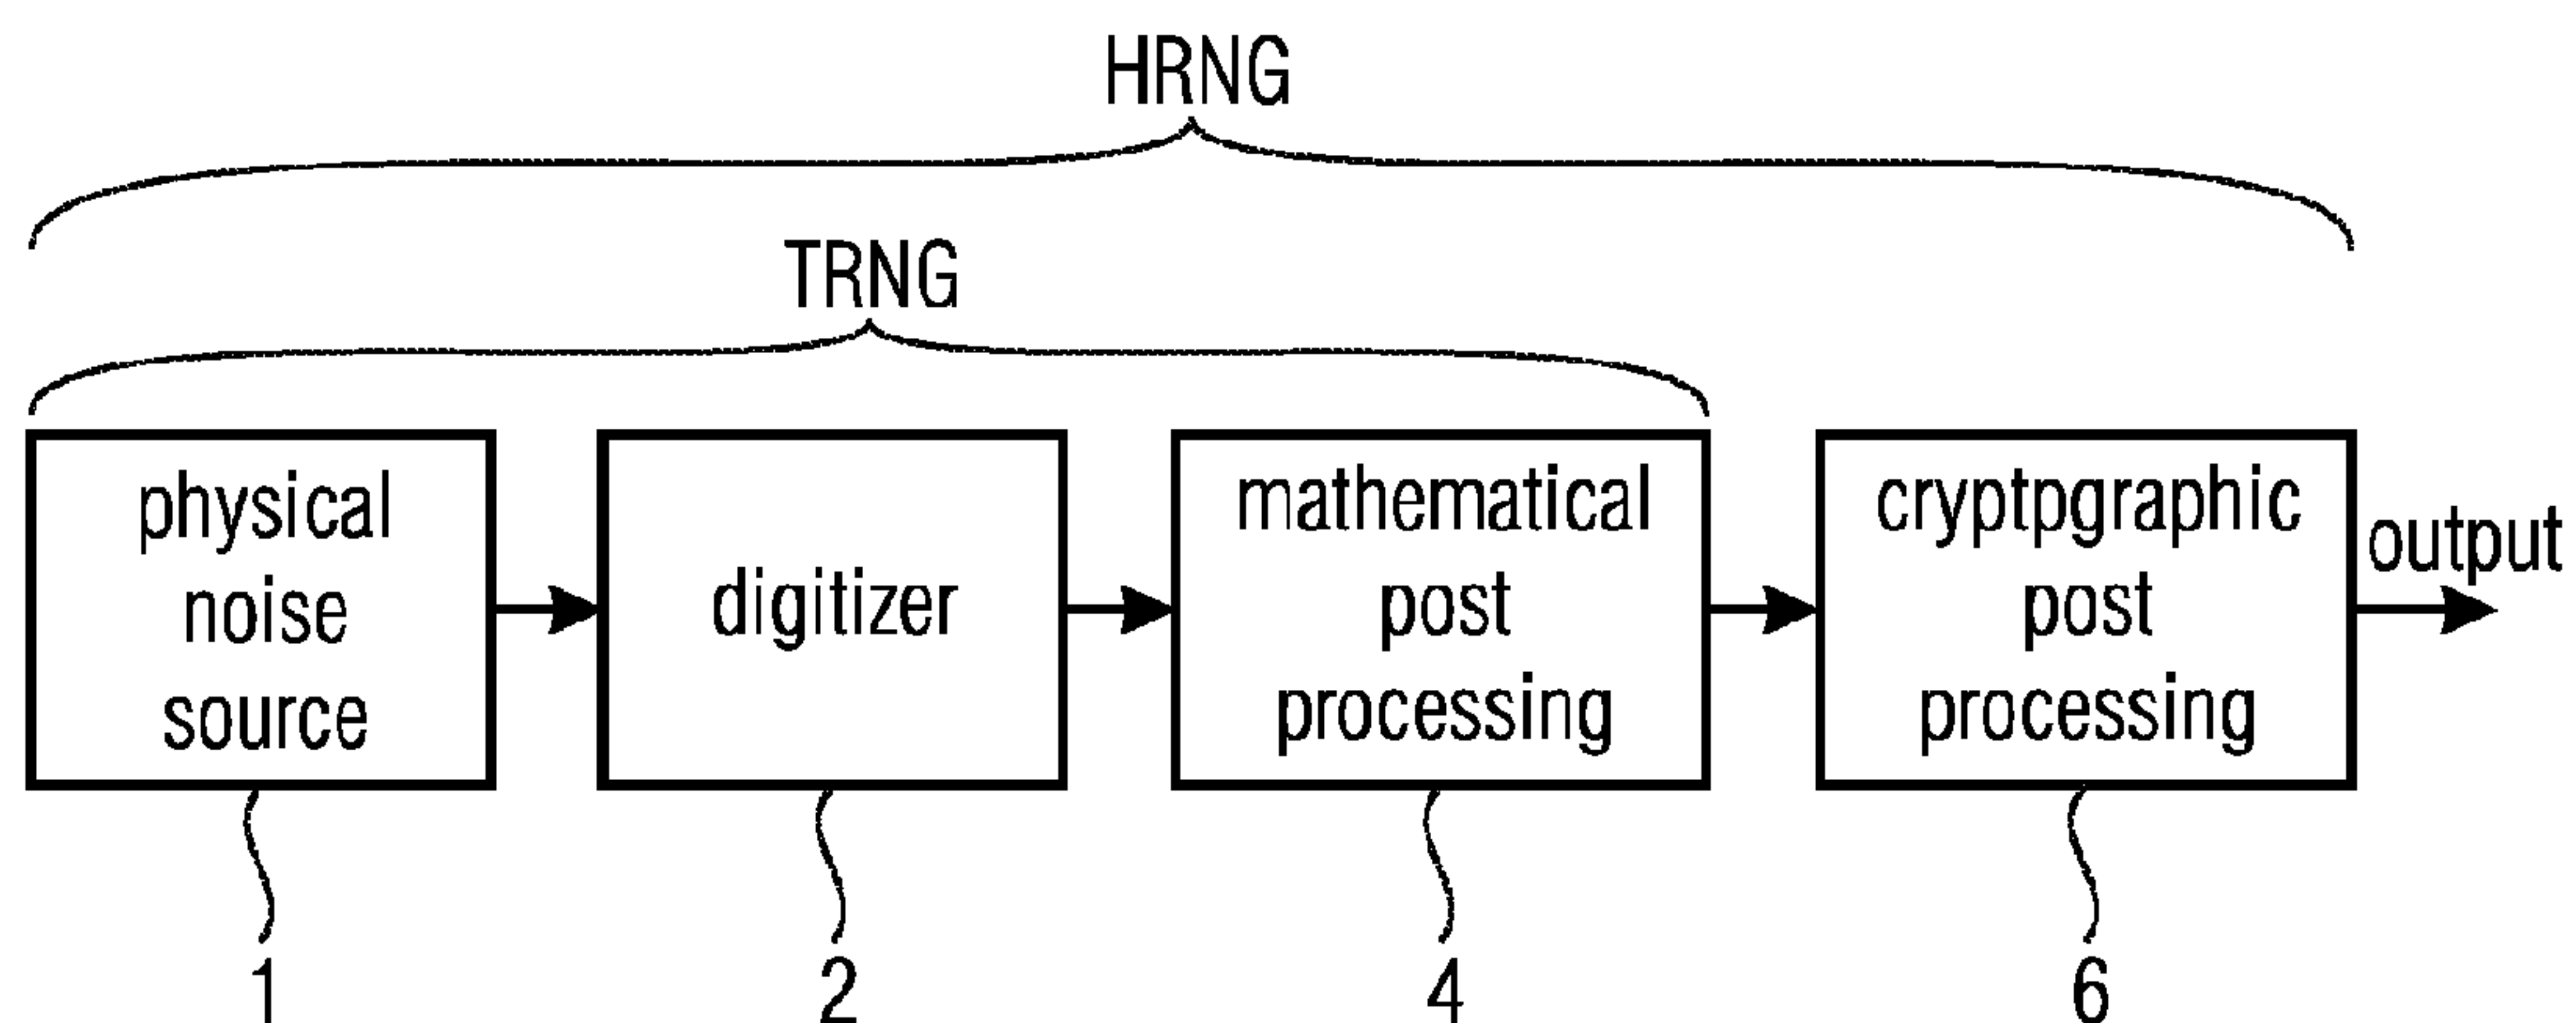 HRNG
TRNG
physical
noise
source
digitizer
mathematical
post
processing
cryptpgraphic
post
processing
output
1
2
4
6